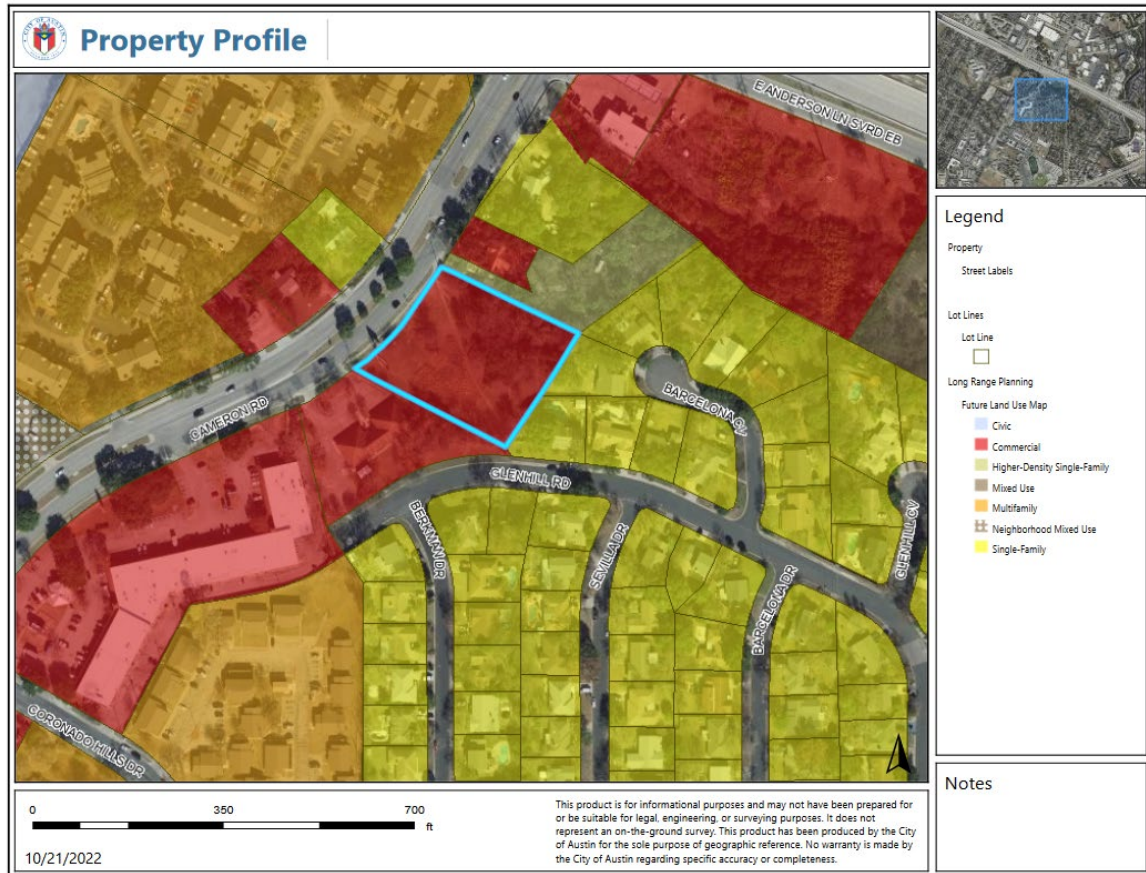 CITY OF AUSTIN
Property Profile
E ANDERSON LN SVRD EB
CAMERON RD
BARCELONA CV
GLENHILL RD
BERKMAN DR
SEVILLA DR
GLENHILL CV
BARCELONA DR
CORONADO HILLS DR
Legend
Property
Street Labels
Lot Lines
Lot Line
Long Range Planning
Future Land Use Map
Civic
Commercial
Higher-Density Single-Family
Mixed Use
Multifamily
Neighborhood Mixed Use
Single-Family
Notes
0 350 700
ft
10/21/2022
This product is for informational purposes and may not have been prepared for
or be suitable for legal, engineering, or surveying purposes. It does not
represent an on-the-ground survey. This product has been produced by the City
of Austin for the sole purpose of geographic reference. No warranty is made by
the City of Austin regarding specific accuracy or completeness.